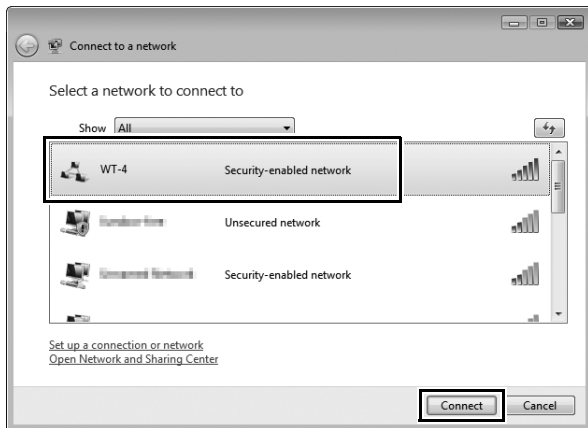 Connect to a network
Select a network to connect to
Show All
WT-4 Security-enabled network
Unsecured network
Security-enabled network
Set up a connection or network
Open Network and Sharing Center
Connect Cancel